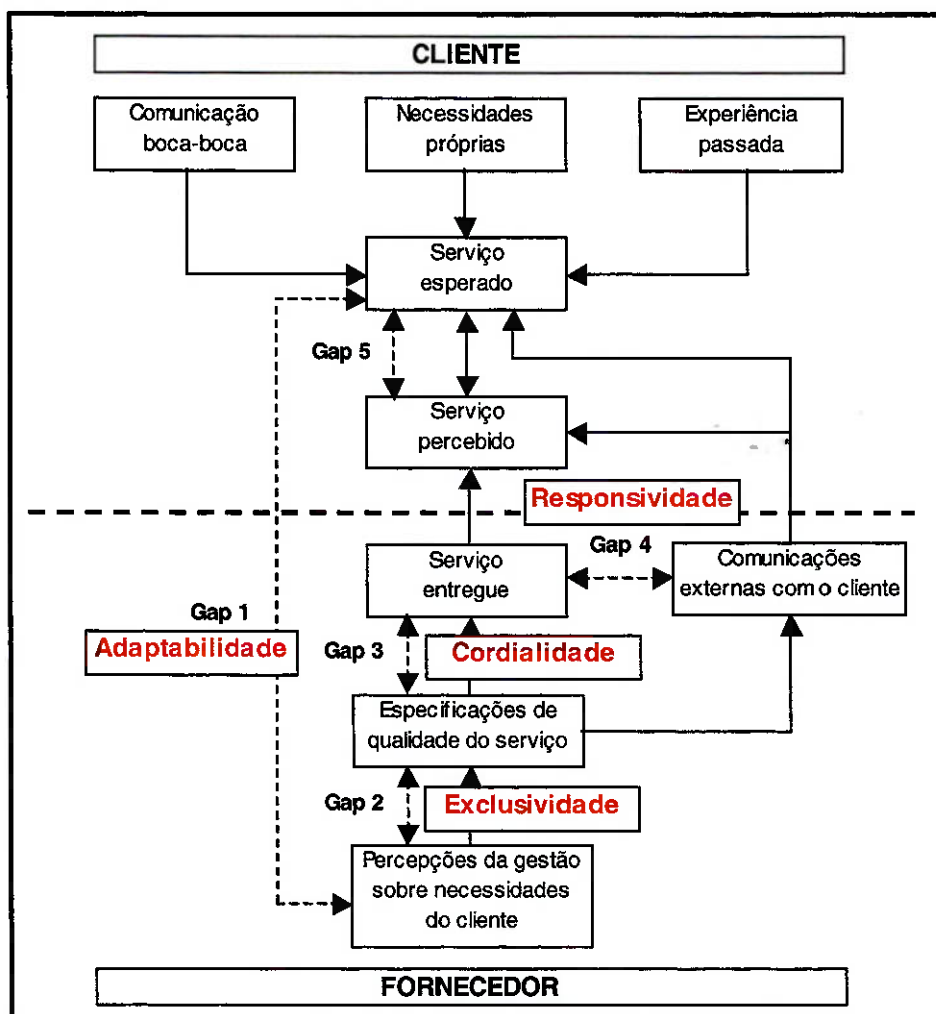 CLIENTE
Comunicação
boca-boca
Necessidades
próprias
Experiência
passada
Serviço
esperado
Gap 5
Serviço
percebido
Responsividade
Serviço
entregue
Gap 4
Comunicações
externas com o cliente
Gap 1
Adaptabilidade
Gap 3
Cordialidade
Especificações de
qualidade do serviço
Gap 2
Exclusividade
Percepções da gestão
sobre necessidades
do cliente
FORNECEDOR